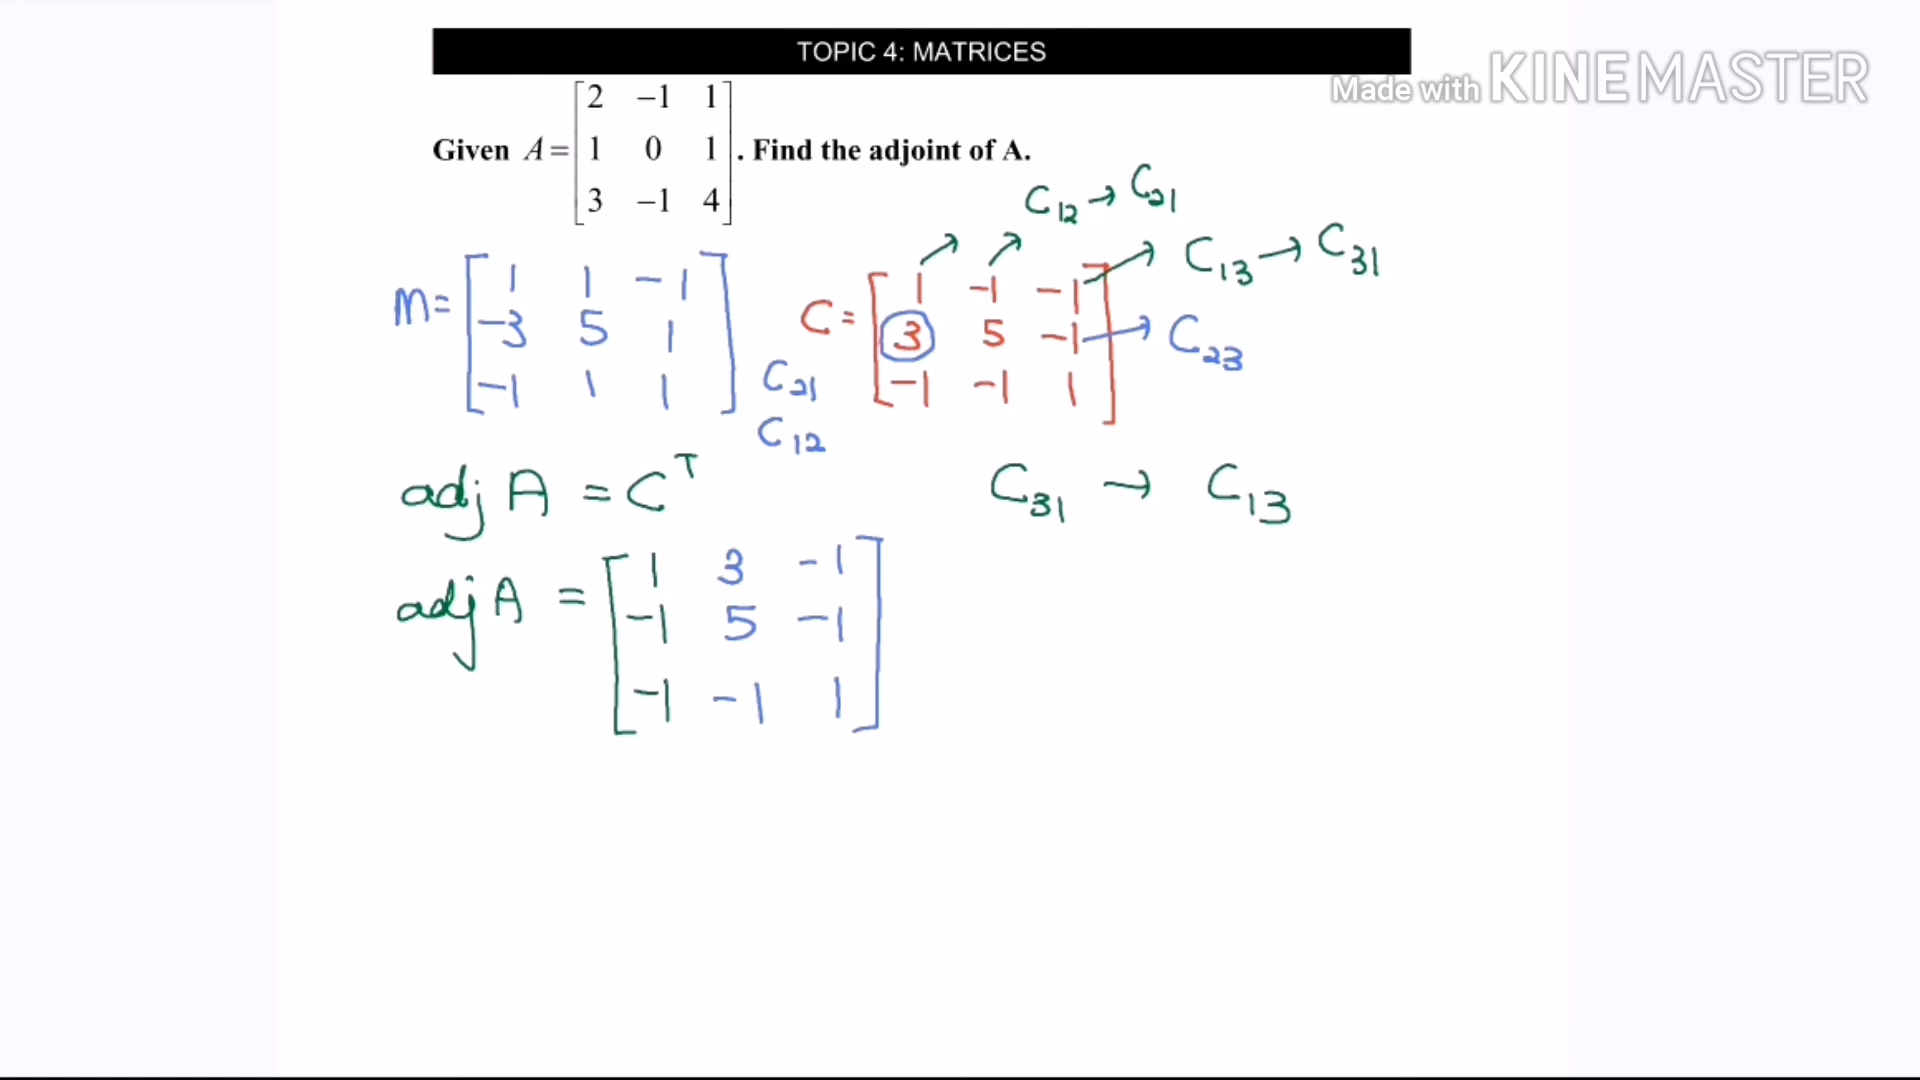 TOPIC 4: MATRICES
Made with KINEMASTER
2 −1 1
Given A= 1 0 1 . Find the adjoint of A.
3 −1 4
C12 → C21
C13 → C31
M= 1 1 -1
-3 5 1
-1 1 1
C = 1 -1 -1
3 5 -1
-1 -1 1
C23
C21
C12
adj A = C^T
C31 → C13
adj A = 1 3 -1
-1 5 -1
-1 -1 1